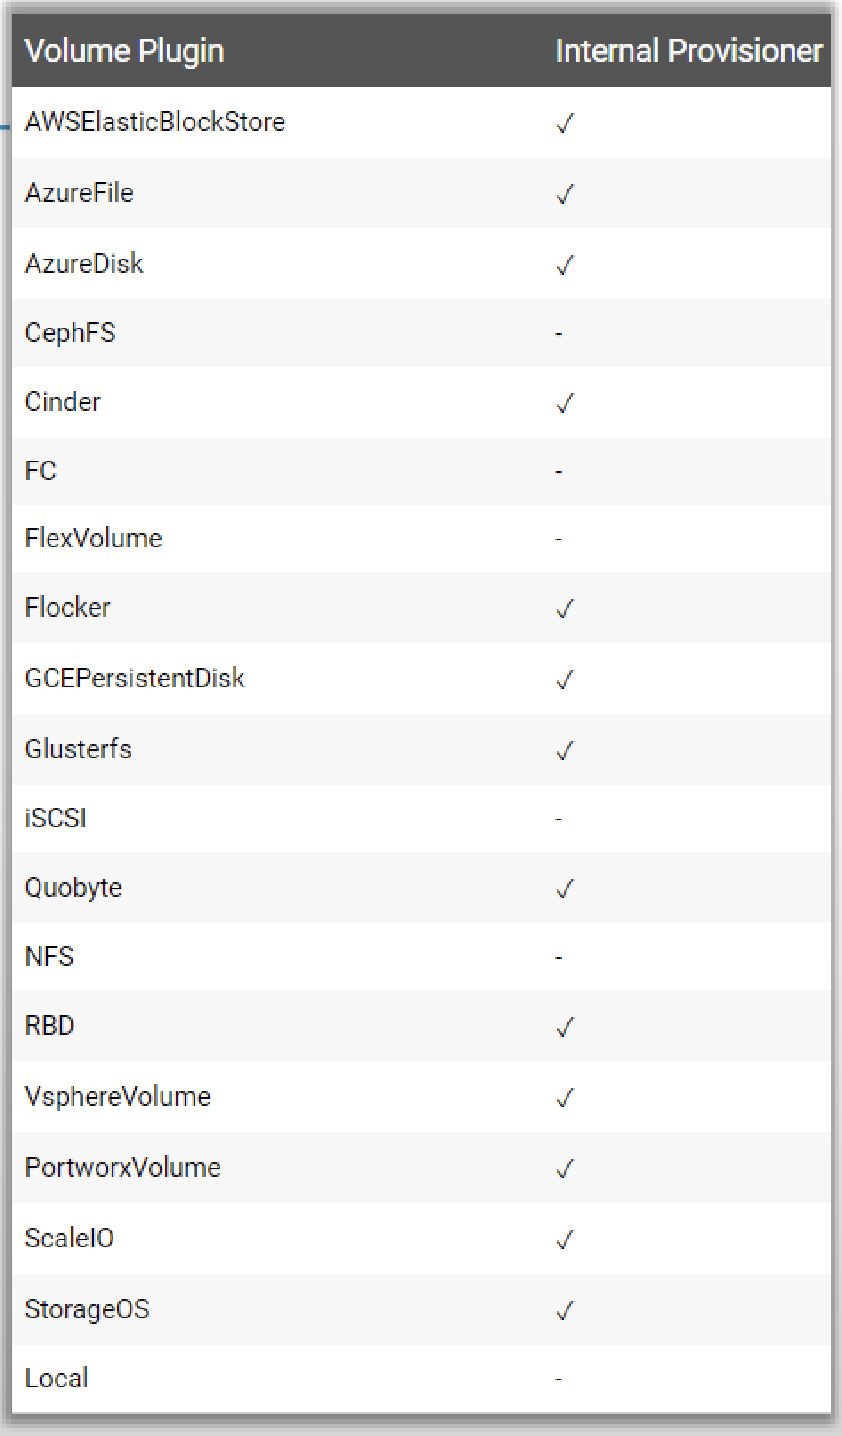 Volume Plugin Internal Provisioner
AWSElasticBlockStore ✓
AzureFile ✓
AzureDisk ✓
CephFS -
Cinder ✓
FC -
FlexVolume -
Flocker ✓
GCEPersistentDisk ✓
Glusterfs ✓
iSCSI -
Quobyte ✓
NFS -
RBD ✓
VsphereVolume ✓
PortworxVolume ✓
ScaleIO ✓
StorageOS ✓
Local -